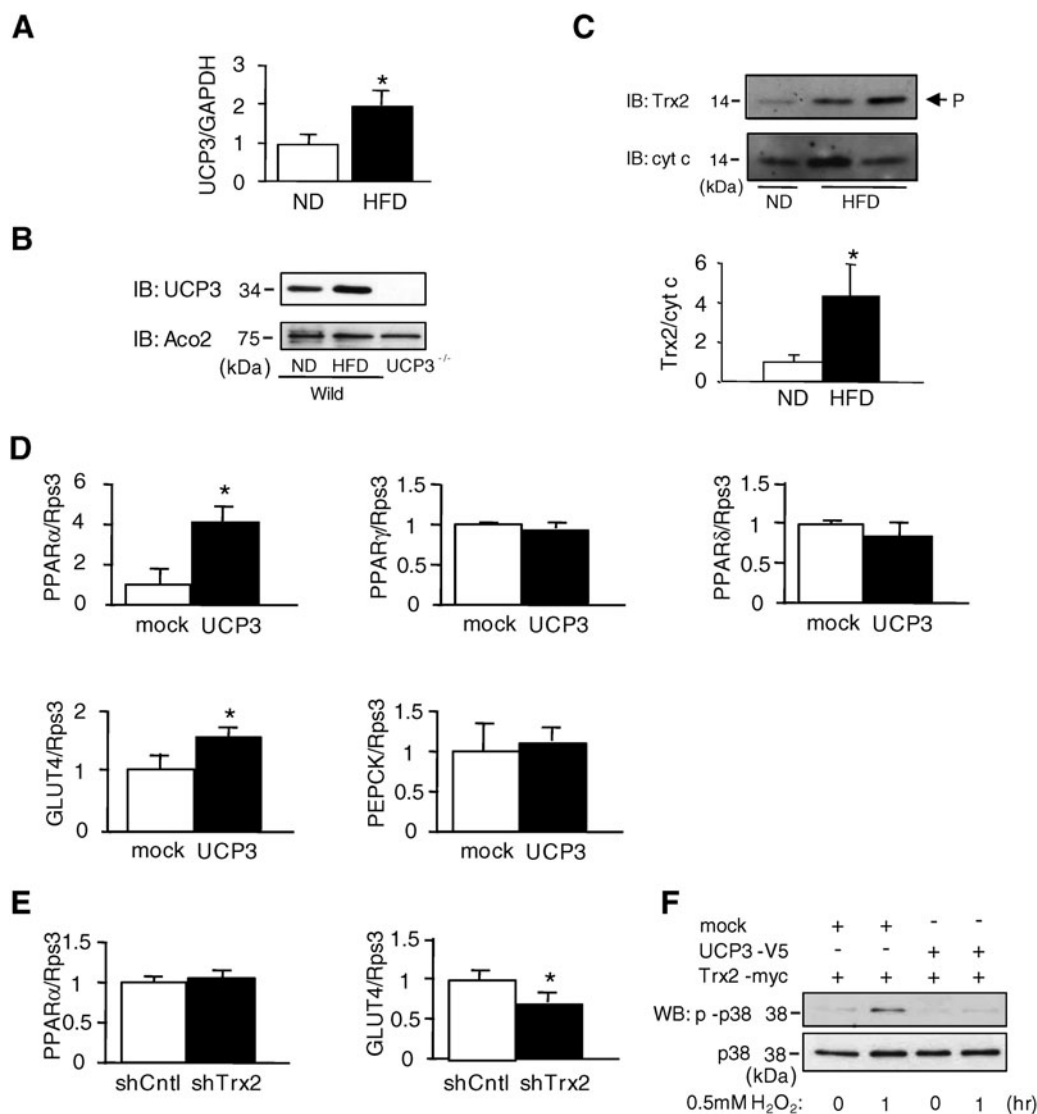 A
UCP3/GAPDH
3
2
1
0
*
ND HFD
B
IB: UCP3 34
IB: Aco2 75
(kDa) ND HFD UCP3 -/-
Wild
C
IB: Trx2 14 P
IB: cyt c 14
(kDa)
ND HFD
Trx2/cyt c
6
4
2
0
*
ND HFD
D
PPARα/Rps3
6
4
2
0
*
mock UCP3
PPARγ/Rps3
1.5
1
0.5
0
mock UCP3
PPARδ/Rps3
1.5
1
0.5
0
mock UCP3
GLUT4/Rps3
2
1
0
*
mock UCP3
PEPCK/Rps3
1.5
1
0.5
0
mock UCP3
E
PPARα/Rps3
1.5
1
0.5
0
shCntl shTrx2
GLUT4/Rps3
1.5
1
0.5
0
*
shCntl shTrx2
F
mock + + - -
UCP3 -V5 - - + +
Trx2 -myc + + + +
WB: p -p38 38
p38 38
(kDa)
0.5mM H₂O₂: 0 1 0 1 (hr)